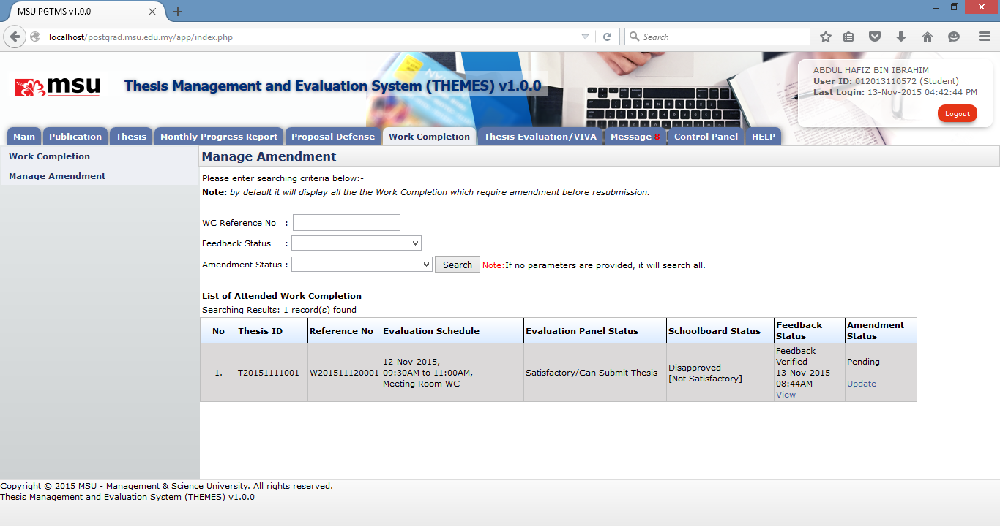 MSU PGTMS v1.0.0
localhost/postgrad.msu.edu.my/app/index.php
Search
msu
Thesis Management and Evaluation System (THEMES) v1.0.0
ABDUL HAFIZ BIN IBRAHIM
User ID: 012013110572 (Student)
Last Login: 13-Nov-2015 04:42:44 PM
Logout
Main Publication Thesis Monthly Progress Report Proposal Defense Work Completion Thesis Evaluation/VIVA Message 8 Control Panel HELP
Work Completion
Manage Amendment
Manage Amendment
Please enter searching criteria below:-
Note: by default it will display all the the Work Completion which require amendment before resubmission.
WC Reference No :
Feedback Status :
Amendment Status : Search Note:If no parameters are provided, it will search all.
List of Attended Work Completion
Searching Results: 1 record(s) found
No Thesis ID Reference No Evaluation Schedule Evaluation Panel Status Schoolboard Status Feedback Status Amendment Status
1. T20151111001 W201511120001 12-Nov-2015, 09:30AM to 11:00AM, Meeting Room WC Satisfactory/Can Submit Thesis Disapproved [Not Satisfactory] Feedback Verified 13-Nov-2015 08:44AM View Pending Update
Copyright © 2015 MSU - Management & Science University. All rights reserved.
Thesis Management and Evaluation System (THEMES) v1.0.0